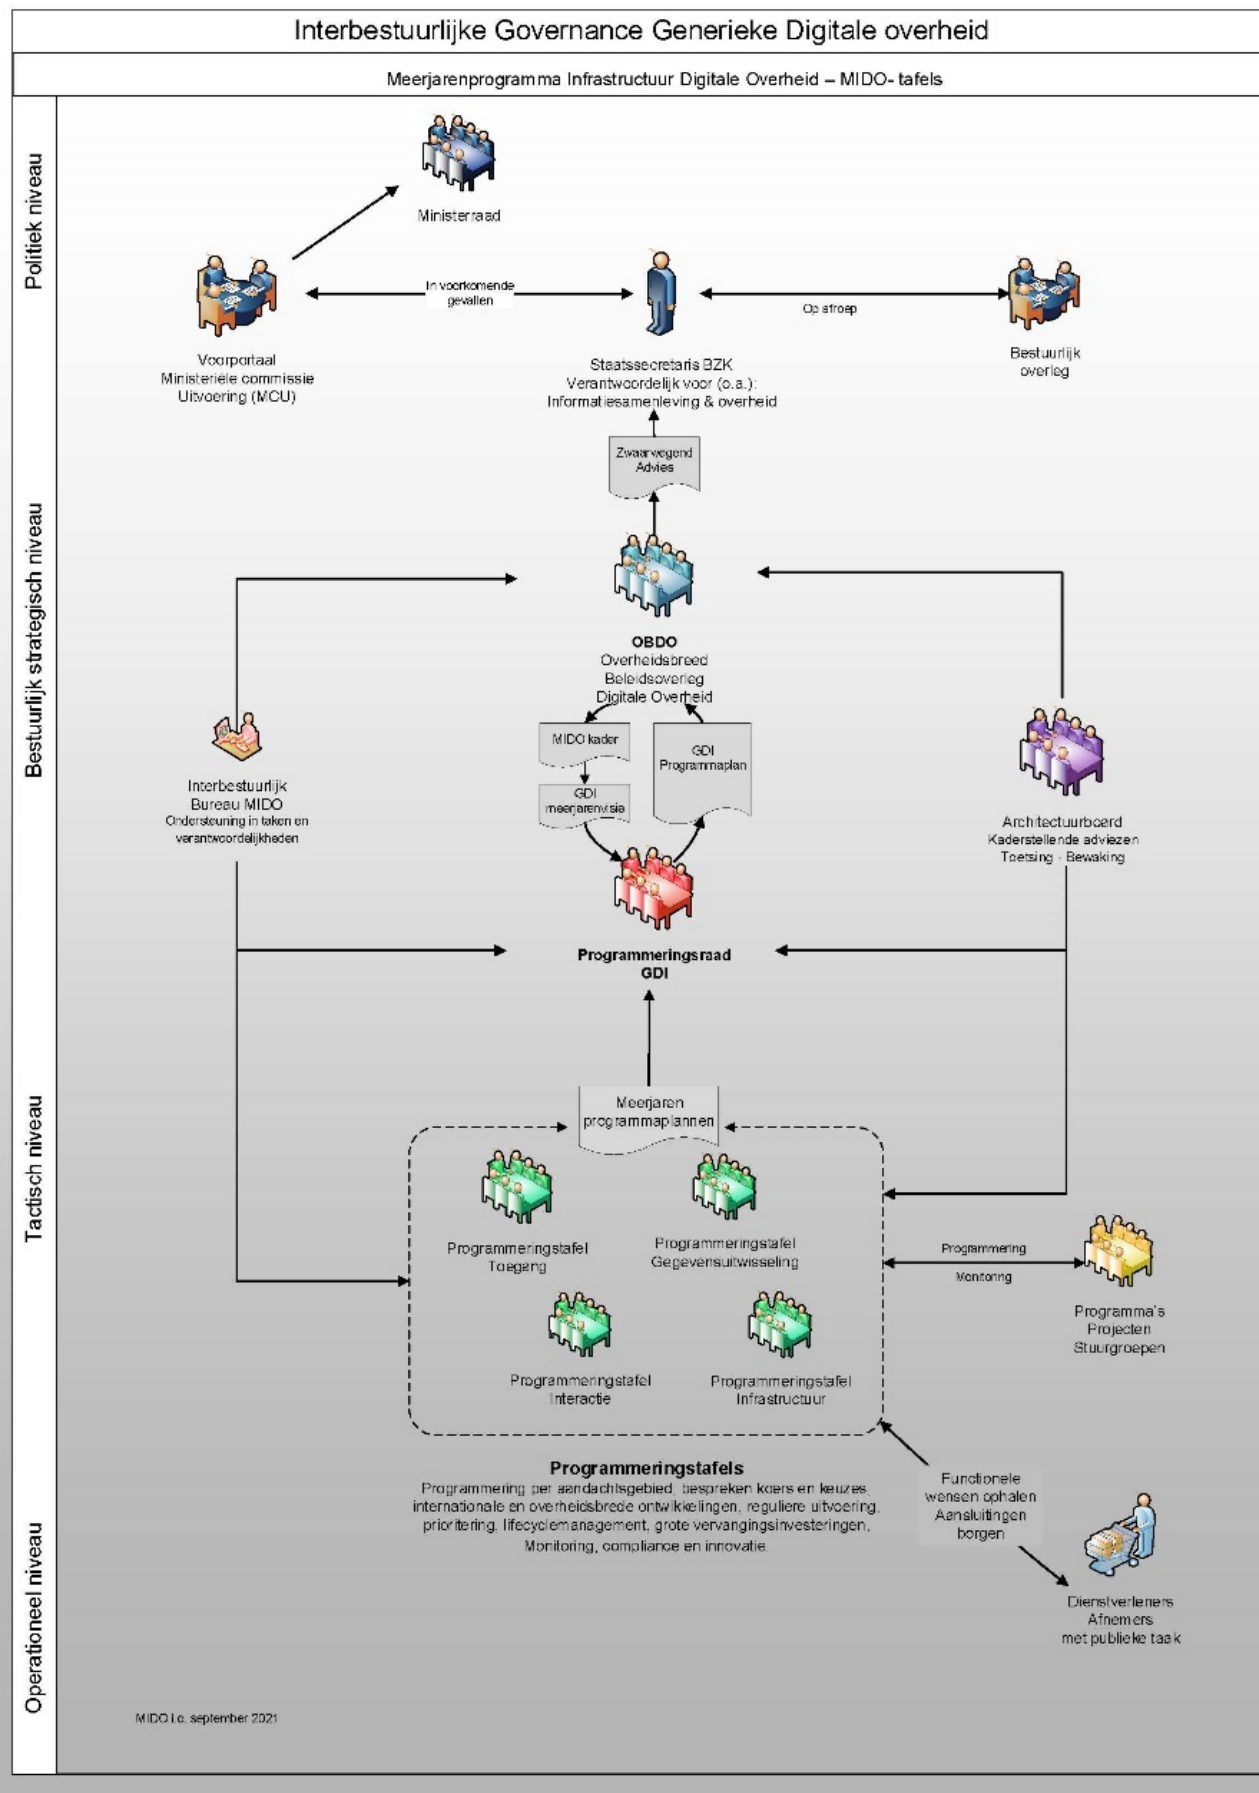 Interbestuurlijke Governance Generieke Digitale overheid
Meerjarenprogramma Infrastructuur Digitale Overheid – MIDO- tafels
Politiek niveau
Ministerraad
In voorkomende
gevallen
Op afroep
Voorportaal
Ministeriële commissie
Uitvoering (MCU)
Staatssecretaris BZK
Verantwoordelijk voor (o.a.):
Informatiesamenleving & overheid
Bestuurlijk
overleg
Zwaarwegend
Advies
Bestuurlijk strategisch niveau
OBDO
Overheidsbreed
Beleidsoverleg
Digitale Overheid
MIDO kader
GDI
meerjarenvisie
GDI
Programmaplan
Interbestuurlijk
Bureau MIDO
Ondersteuning in taken en
verantwoordelijkheden
Architectuurboard
Kaderstellende adviezen
Toetsing - Bewaking
Programmeringsraad
GDI
Tactisch niveau
Meerjaren
programmaplannen
Programmeringstafel
Toegang
Programmeringstafel
Gegevensuitwisseling
Programmering
Monitoring
Programma's
Projecten
Stuurgroepen
Programmeringstafel
Interactie
Programmeringstafel
Infrastructuur
Programmeringstafels
Programmering per aandachtsgebied, bespreken koers en keuzes,
internationale en overheidsbrede ontwikkelingen, reguliere uitvoering,
prioritering, lifecyclemanagement, grote vervangingsinvesteringen,
Monitoring, compliance en innovatie.
Functionele
wensen ophalen
Aansluitingen
borgen
Operationeel niveau
Dienstverleners
Afnemers
met publieke taak
MIDO i.o. september 2021